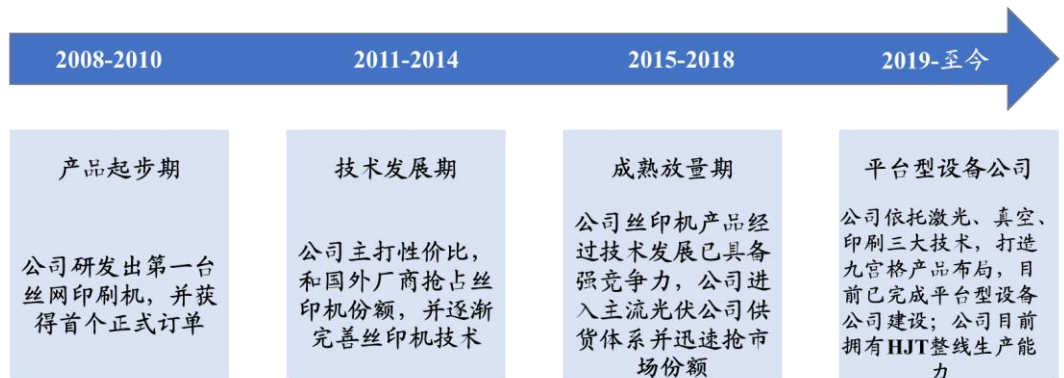 2008-2010
2011-2014
2015-2018
2019-至今
产品起步期
公司研发出第一台
丝网印刷机，并获
得首个正式订单
技术发展期
公司主打性价比，
和国外厂商抢占丝
印机份额，并逐渐
完善丝印机技术
成熟放量期
公司丝印机产品经
过技术发展已具备
强竞争力，公司进
入主流光伏公司供
货体系并迅速抢市
场份额
平台型设备公司
公司依托激光、真空、
印刷三大技术，打造
九宫格产品布局，目
前已完成平台型设备
公司建设；公司目前
拥有HJT整线生产能
力